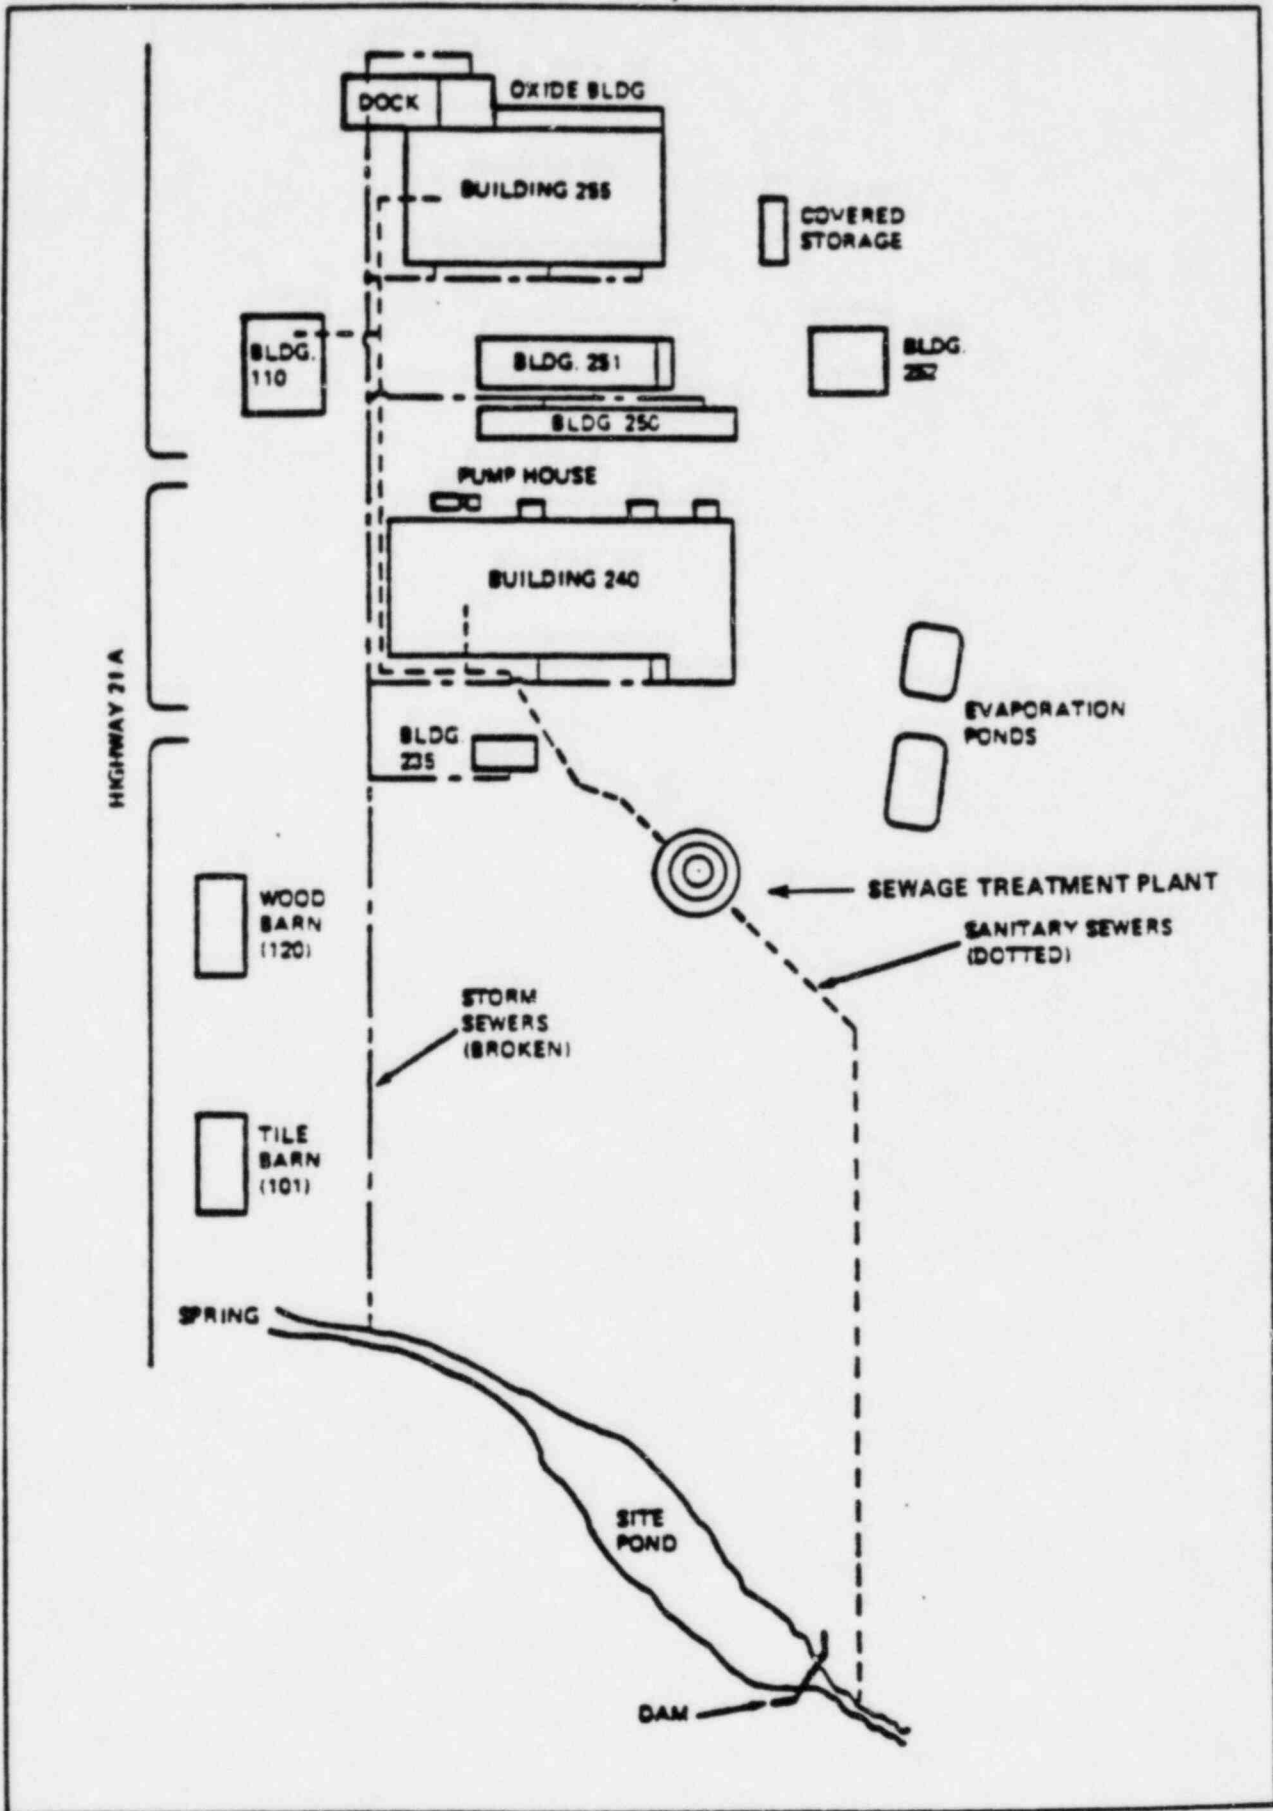 OXIDE BLDG
DOCK
BUILDING 255
COVERED
STORAGE
BLDG.
110
BLDG. 251
BLDG.
252
BLDG 250
PUMP HOUSE
BUILDING 240
HIGHWAY 21 A
EVAPORATION
PONDS
BLDG.
235
SEWAGE TREATMENT PLANT
WOOD
BARN
(120)
SANITARY SEWERS
(DOTTED)
STORM
SEWERS
(BROKEN)
TILE
BARN
(101)
SPRING
SITE
POND
DAM